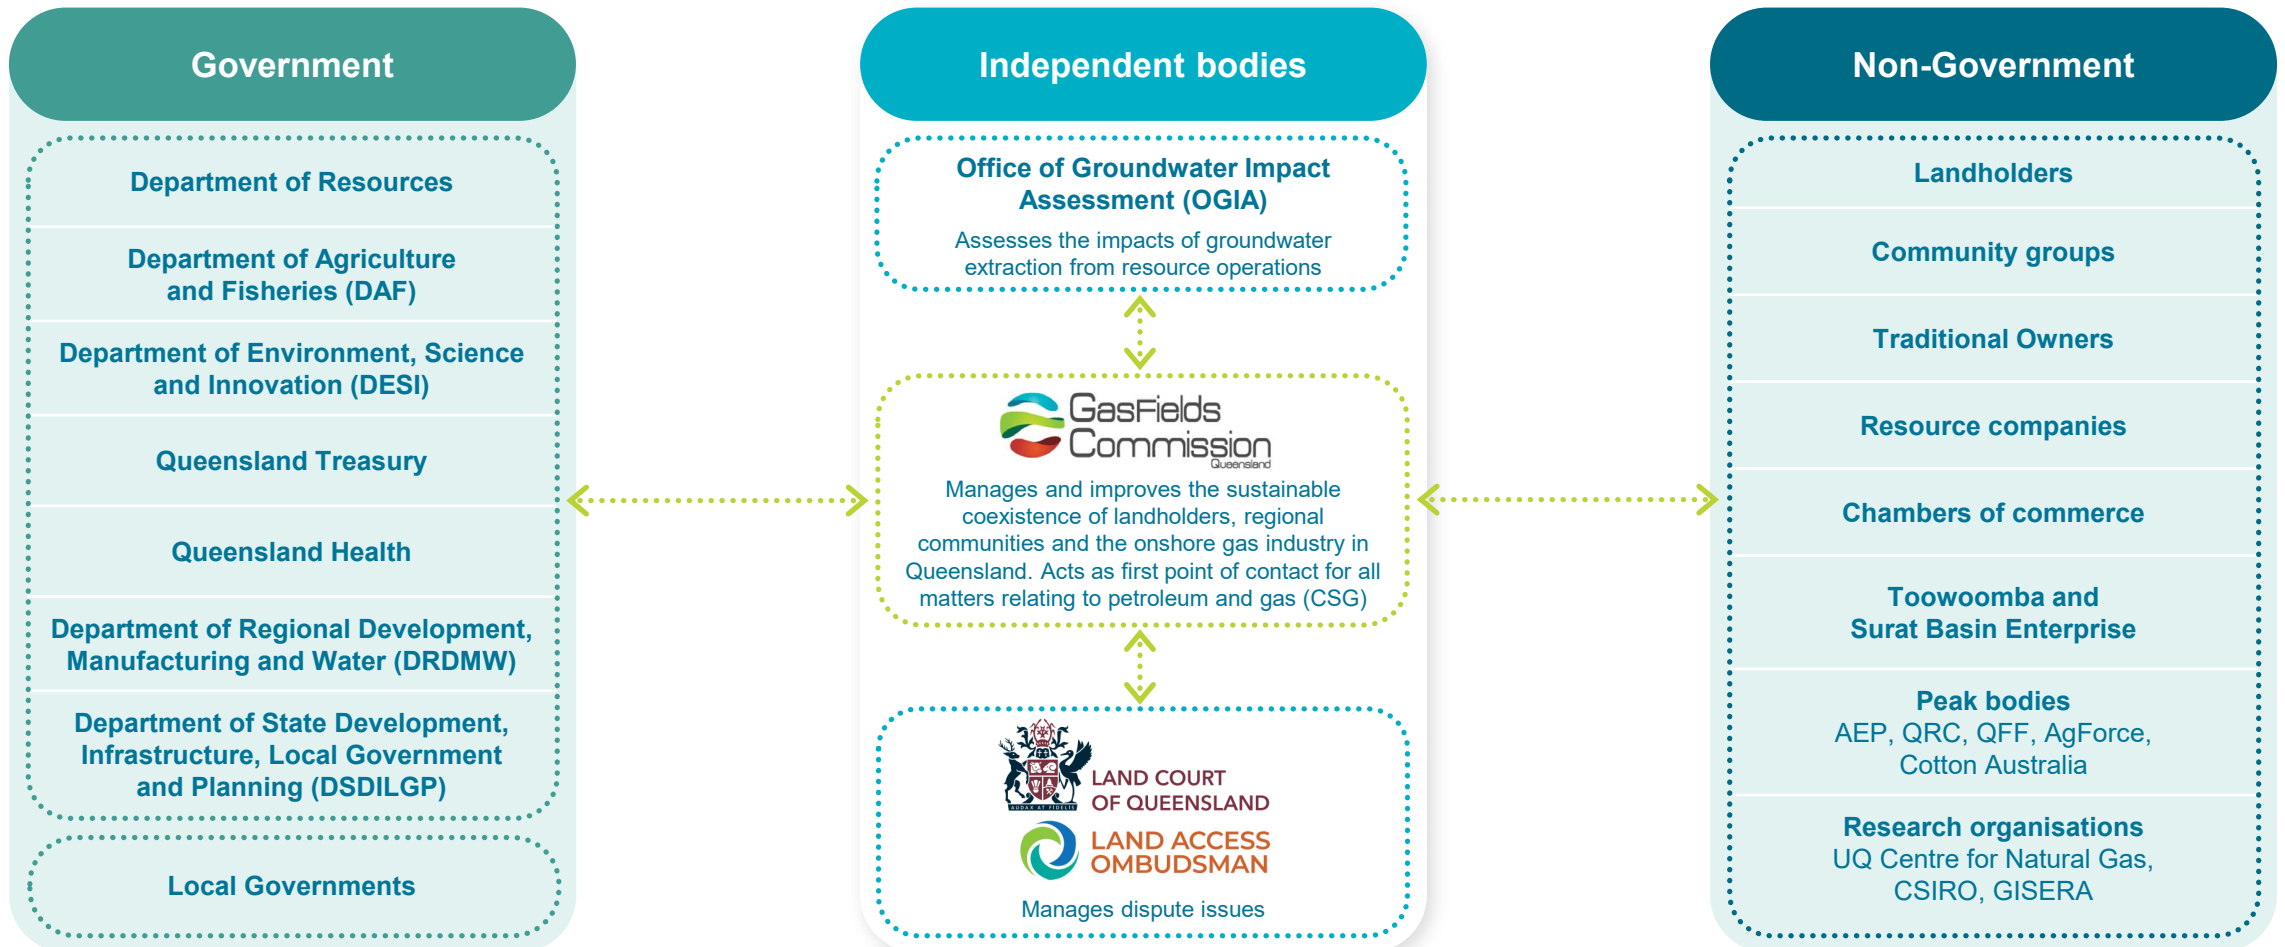 Government
Department of Resources
Department of Agriculture
and Fisheries (DAF)
Department of Environment, Science
and Innovation (DESI)
Queensland Treasury
Queensland Health
Department of Regional Development,
Manufacturing and Water (DRDMW)
Department of State Development,
Infrastructure, Local Government
and Planning (DSDILGP)
Local Governments
Independent bodies
Office of Groundwater Impact
Assessment (OGIA)
Assesses the impacts of groundwater
extraction from resource operations
GasFields
Commission
Queensland
Manages and improves the sustainable
coexistence of landholders, regional
communities and the onshore gas industry in
Queensland. Acts as first point of contact for all
matters relating to petroleum and gas (CSG)
AUDAX AT FIDELIS
LAND COURT
OF QUEENSLAND
LAND ACCESS
OMBUDSMAN
Manages dispute issues
Non-Government
Landholders
Community groups
Traditional Owners
Resource companies
Chambers of commerce
Toowoomba and
Surat Basin Enterprise
Peak bodies
AEP, QRC, QFF, AgForce,
Cotton Australia
Research organisations
UQ Centre for Natural Gas,
CSIRO, GISERA